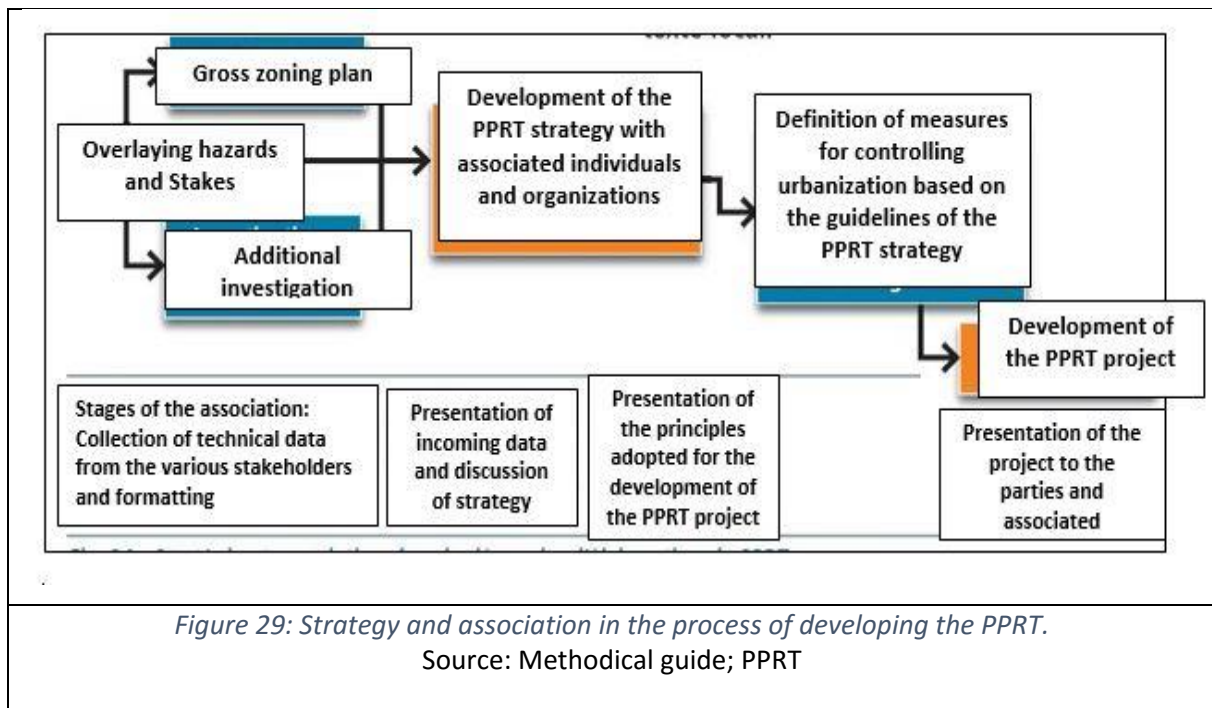 Gross zoning plan
Overlaying hazards
and Stakes
Additional
investigation
Development of the
PPRT strategy with
associated individuals
and organizations
Definition of measures
for controlling
urbanization based on
the guidelines of the
PPRT strategy
Development of
the PPRT project
Stages of the association:
Collection of technical data
from the various stakeholders
and formatting
Presentation of
incoming data
and discussion
of strategy
Presentation of
the principles
adopted for the
development of
the PPRT project
Presentation of the
project to the
parties and
associated
.
Figure 29: Strategy and association in the process of developing the PPRT.
Source: Methodical guide; PPRT